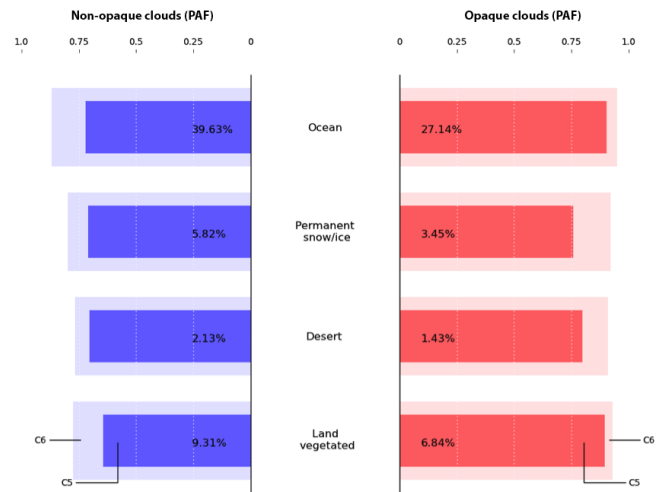 Non-opaque clouds (PAF)
Opaque clouds (PAF)
1.0 0.75 0.5 0.25 0
0 0.25 0.5 0.75 1.0
39.63% Ocean 27.14%
5.82% Permanent
snow/ice 3.45%
2.13% Desert 1.43%
9.31% Land
vegetated 6.84%
C6
C5
C6
C5